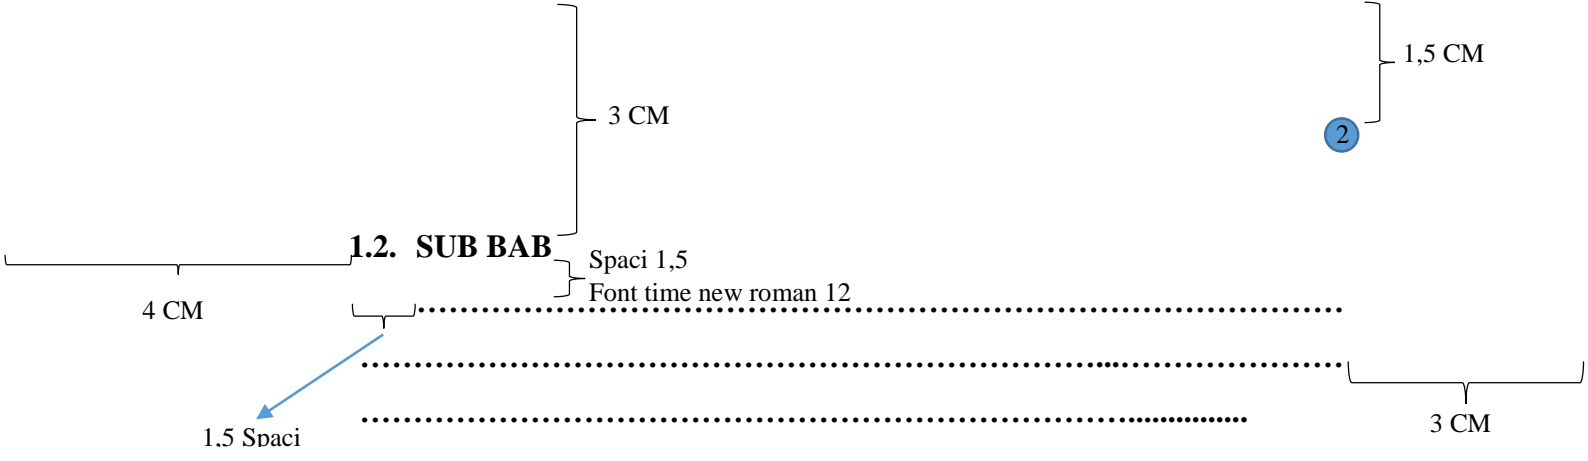 1,5 CM
3 CM
2
1.2. SUB BAB
Spaci 1,5
Font time new roman 12
4 CM
1,5 Spaci
3 CM